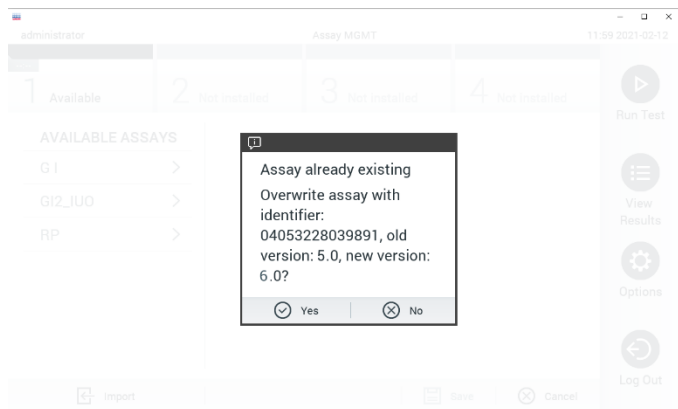 administrator Assay MGMT 11:59 2021-02-12
1 Available 2 Not Installed 3 Not Installed 4 Not Installed
Run Test
AVAILABLE ASSAYS
G I
GI2_IUO
RP
View
Results
Options
Log Out
Assay already existing
Overwrite assay with
identifier:
04053228039891, old
version: 5.0, new version:
6.0?
Yes No
Import Save Cancel